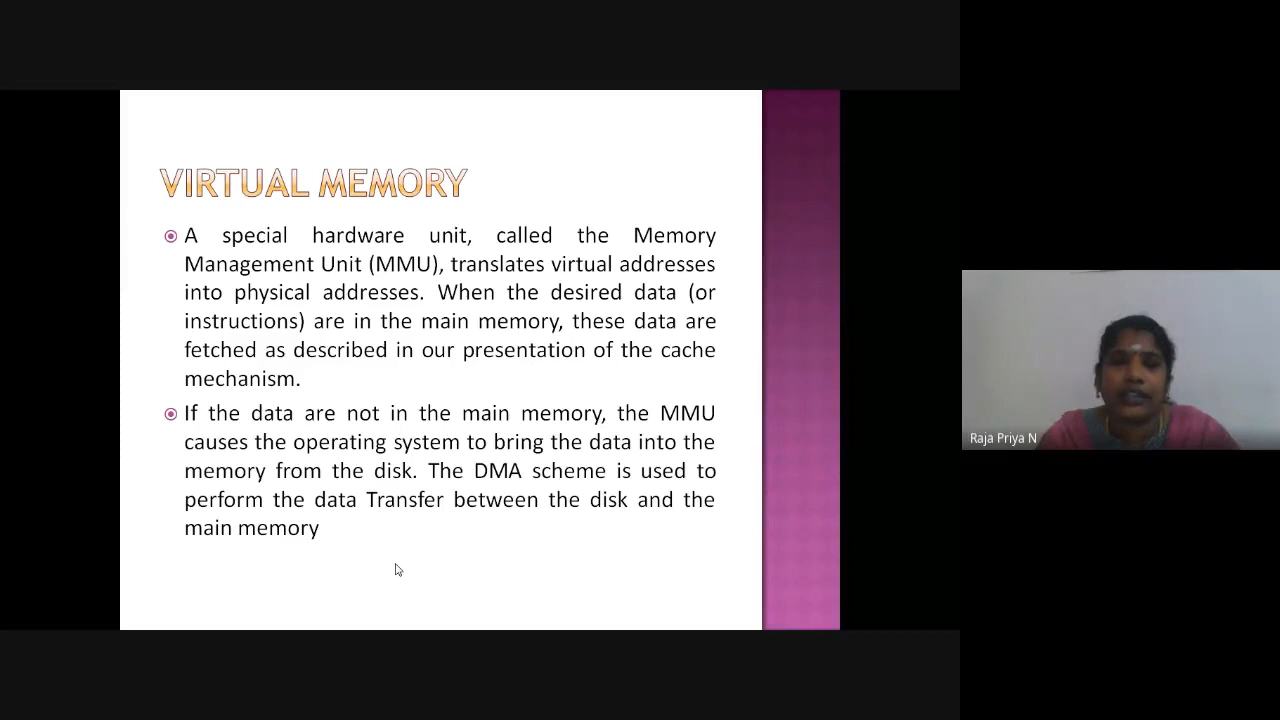 VIRTUAL MEMORY
A special hardware unit, called the Memory
Management Unit (MMU), translates virtual addresses
into physical addresses. When the desired data (or
instructions) are in the main memory, these data are
fetched as described in our presentation of the cache
mechanism.
If the data are not in the main memory, the MMU
causes the operating system to bring the data into the
memory from the disk. The DMA scheme is used to
perform the data Transfer between the disk and the
main memory
Raja Priya N